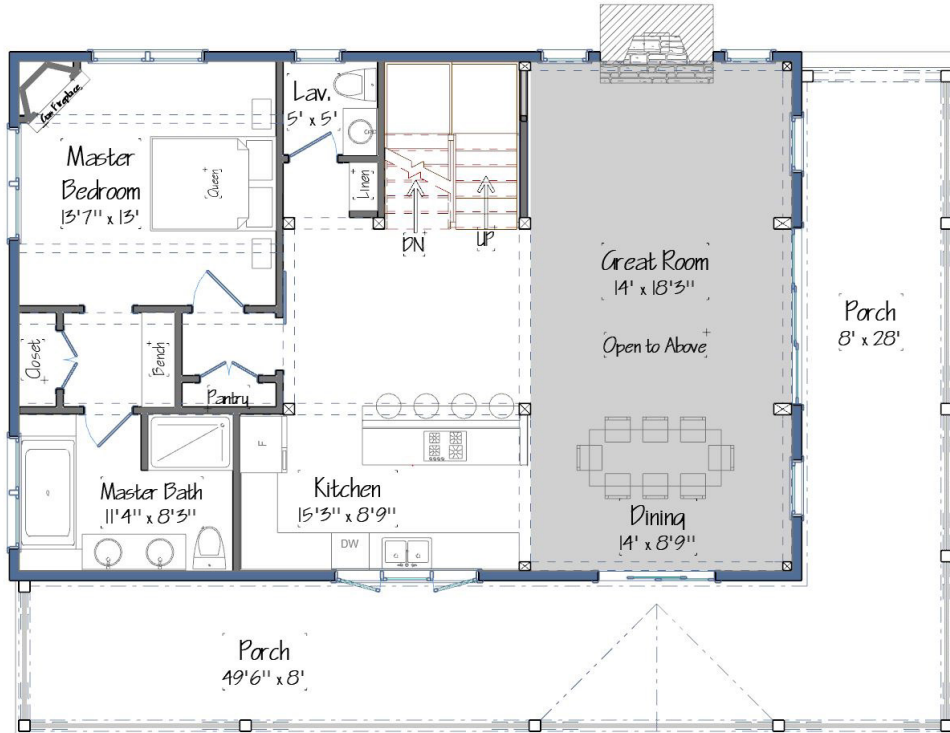 Corn Fireplace
Lav.
5' x 5'
Master
Bedroom
13'7" x 13'
Queen
Linen
DN
UP
Great Room
14' x 18'3"
Open to Above
Porch
8' x 28'
Closet
Bench
Pantry
F
Master Bath
11'4" x 8'3"
Kitchen
15'3" x 8'9"
DW
Dining
14' x 8'9"
Porch
49'6" x 8'